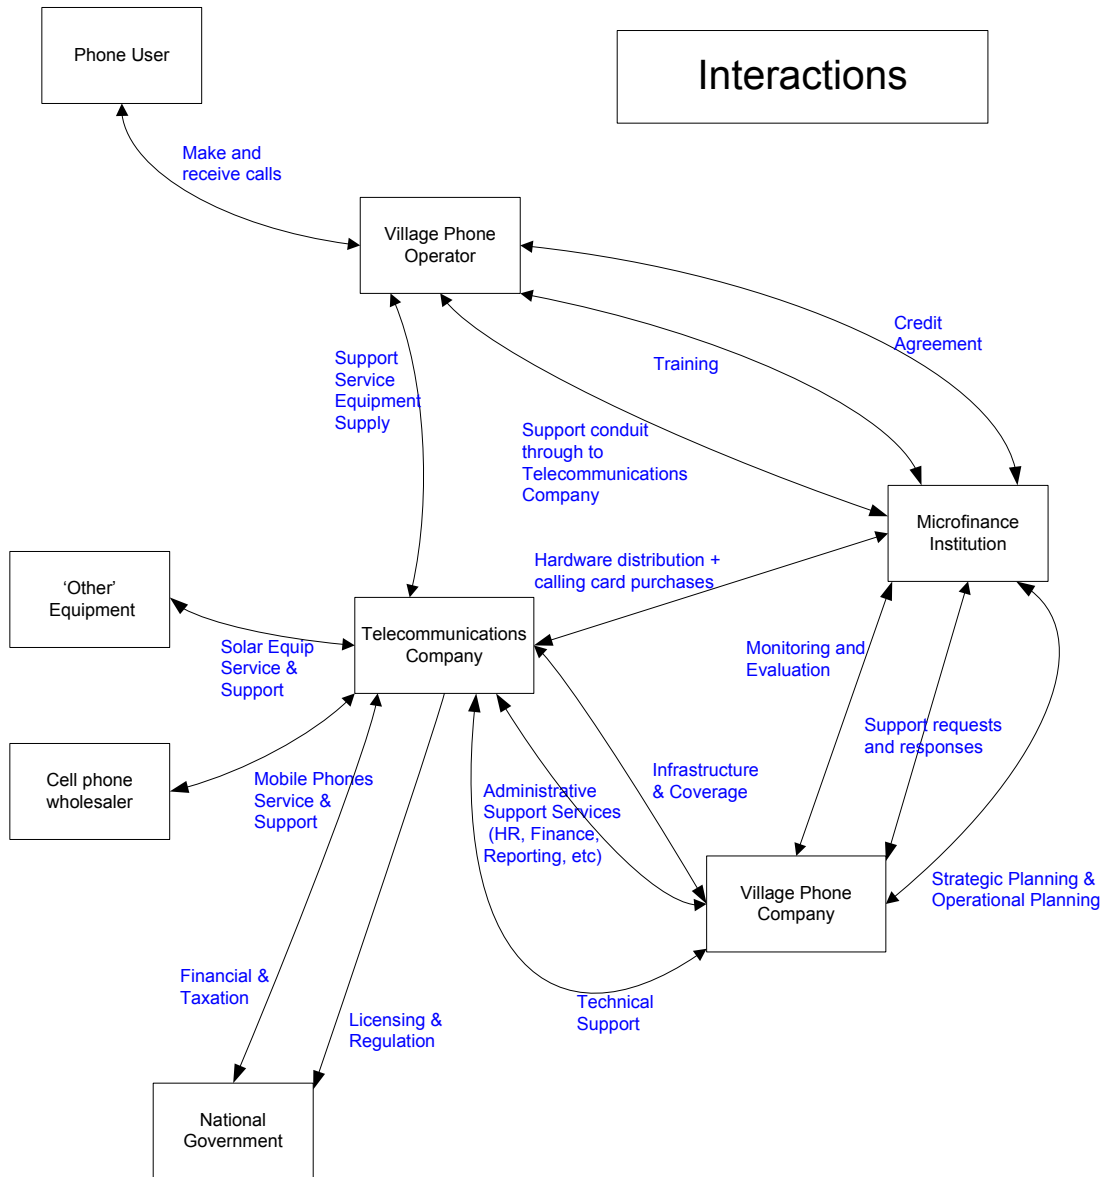 Phone User
Interactions
Make and
receive calls
Village Phone
Operator
Credit
Agreement
Support
Service
Equipment
Supply
Training
Support conduit
through to
Telecommunications
Company
Microfinance
Institution
Hardware distribution +
calling card purchases
‘Other’
Equipment
Telecommunications
Company
Solar Equip
Service &
Support
Monitoring and
Evaluation
Support requests
and responses
Cell phone
wholesaler
Mobile Phones
Service &
Support
Administrative
Support Services
(HR, Finance,
Reporting, etc)
Infrastructure
& Coverage
Village Phone
Company
Strategic Planning &
Operational Planning
Financial &
Taxation
Licensing &
Regulation
Technical
Support
National
Government